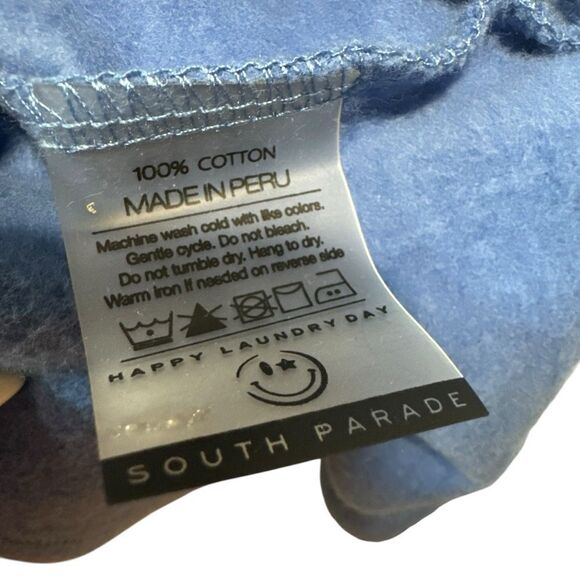 100% COTTON
MADE IN PERU
Machine wash cold with like colors.
Gentle cycle. Do not bleach.
Do not tumble dry. Hang to dry.
Warm Iron if needed on reverse side
HAPPY LAUNDRY DAY
SOUTH PARADE